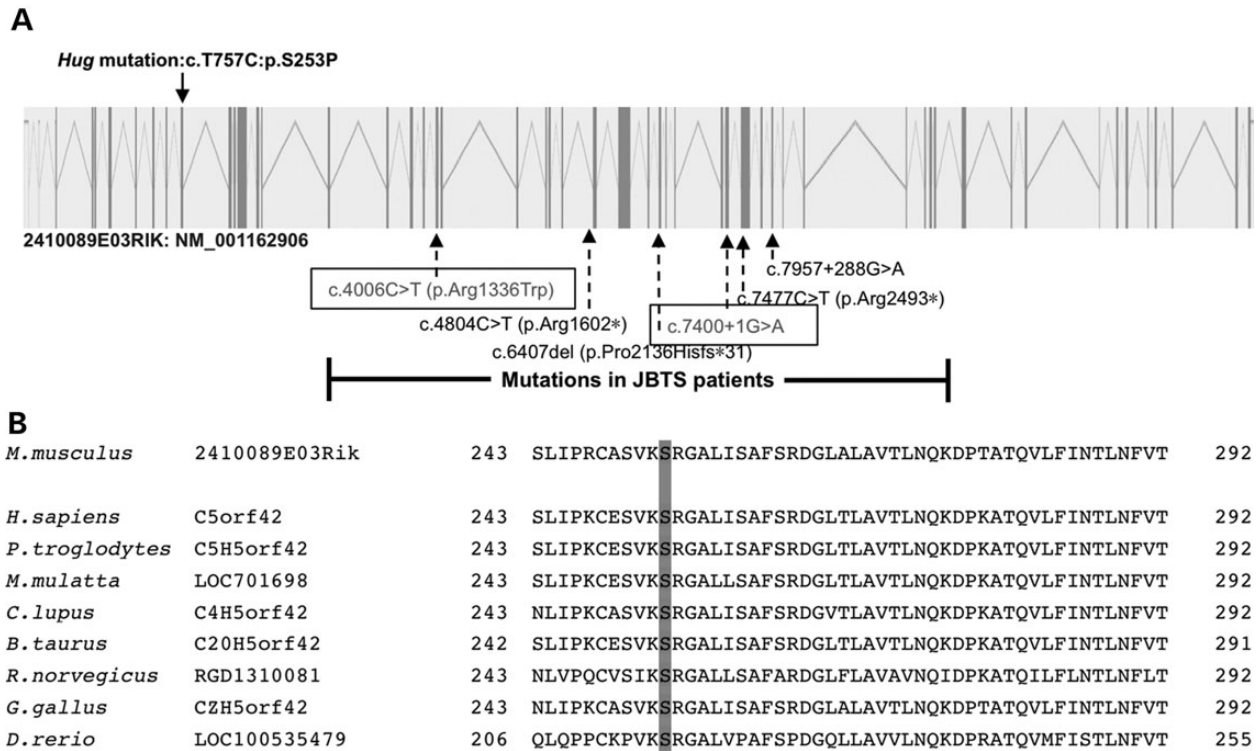 A
Hug mutation:c.T757C:p.S253P
2410089E03RIK: NM_001162906
c.7957+288G>A
c.4006C>T (p.Arg1336Trp)
c.7477C>T (p.Arg2493*)
c.4804C>T (p.Arg1602*)
c.7400+1G>A
c.6407del (p.Pro2136Hisfs*31)
Mutations in JBTS patients
B
M.musculus 2410089E03Rik 243 SLIPRCASVKSRGALISAFSRDGLALAVTLNQKDPTATQVLFINTLNFVT 292
H.sapiens C5orf42 243 SLIPKCESVKSRGALISAFSRDGLTLAVTLNQKDPKATQVLFINTLNFVT 292
P.troglodytes C5H5orf42 243 SLIPKCESVKSRGALISAFSRDGLTLAVTLNQKDPKATQVLFINTLNFVT 292
M.mulatta LOC701698 243 SLIPKCESVKSRGALLSAFSRDGLTLAVTLNQKDPKATQVLFINTLNFVT 292
C.lupus C4H5orf42 243 NLIPKCASVKSRGALISAFSRDGVTLAVTLNQKDPKATQVLFINTLNFVT 292
B.taurus C20H5orf42 242 SLIPKCESVKSRGALISAFSRDGLTLAVTLNQKDPKATQVLFINTLNFVT 291
R.norvegicus RGD1310081 243 NLVPQCVSIKSRGALLSAFARDGLFLAVAVNQIDPKATQILFLNTLNFLT 292
G.gallus CZH5orf42 243 NLIPKCASVKSRGALISAFSRDGLALAVTLNQKDPKATQVLFINTLNFVT 292
D.rerio LOC100535479 206 QLQPPCKPVKSRGALVPAFSPDGQLLAVVLNQKDPRATQVMFISTLNFVT 255